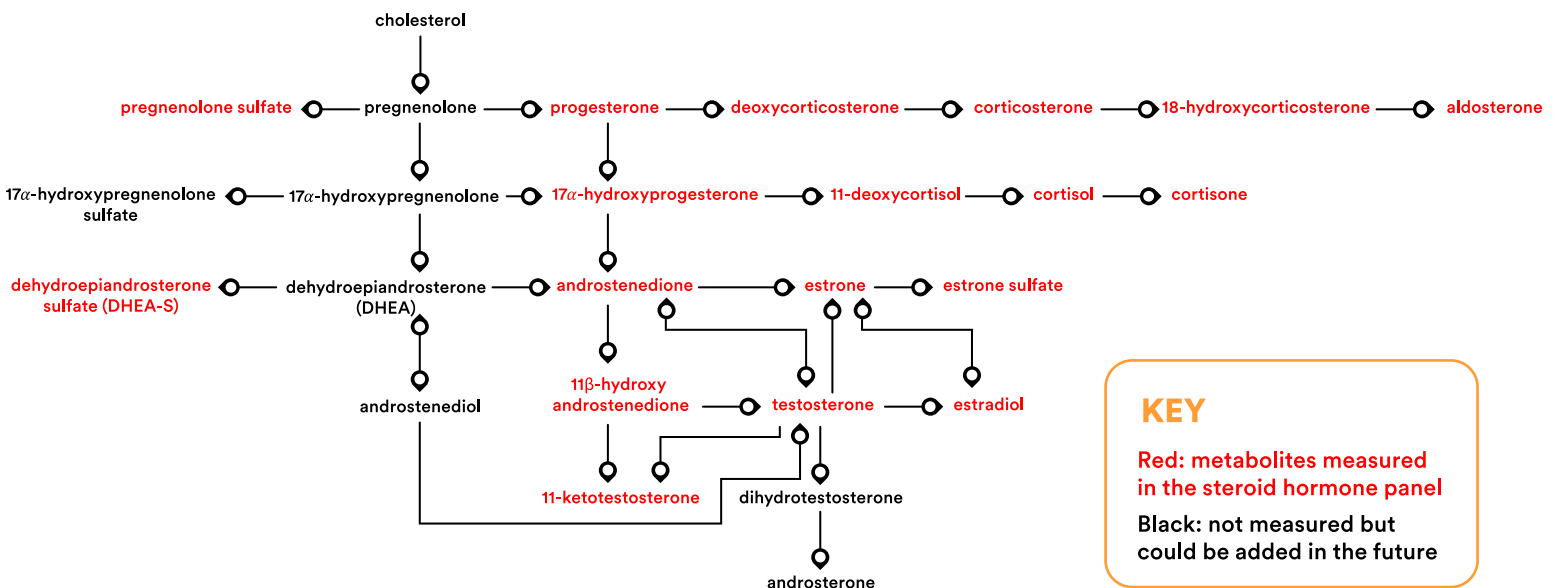 cholesterol
pregnenolone sulfate
pregnenolone
progesterone
deoxycorticosterone
corticosterone
18-hydroxycorticosterone
aldosterone
17α-hydroxypregnenolone
sulfate
17α-hydroxypregnenolone
17α-hydroxyprogesterone
11-deoxycortisol
cortisol
cortisone
dehydroepiandrosterone
sulfate (DHEA-S)
dehydroepiandrosterone
(DHEA)
androstenedione
estrone
estrone sulfate
androstenediol
11β-hydroxy
androstenedione
testosterone
estradiol
11-ketotestosterone
dihydrotestosterone
androsterone
KEY
Red: metabolites measured
in the steroid hormone panel
Black: not measured but
could be added in the future